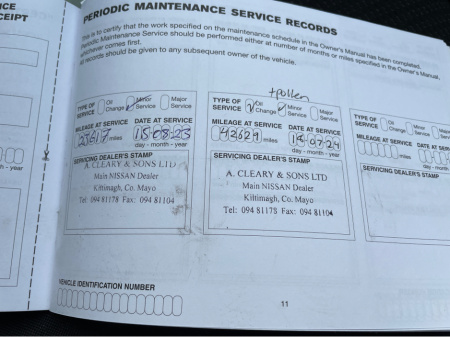 ICE
CEIPT
PERIODIC MAINTENANCE SERVICE RECORDS
This is to certify that the work specified on the maintenance schedule in the Owner's Manual has been completed.
Periodic Maintenance Service should be performed either at number of months or miles specified in the Owner's Manual,
whichever comes first.
All records should be given to any subsequent owner of the vehicle.
+pollen
TYPE OF SERVICE Oil Change Minor Service Major Service
MILEAGE AT SERVICE DATE AT SERVICE
miles 15-08-23
day - month - year
SERVICING DEALER'S STAMP
A. CLEARY & SONS LTD
Main NISSAN Dealer
Kiltimagh, Co. Mayo
Tel: 094 81178 Fax: 094 81104
TYPE OF SERVICE Oil Change Minor Service Major Service
MILEAGE AT SERVICE DATE AT SERVICE
42629 miles 18-07-24
day - month - year
SERVICING DEALER'S STAMP
A. CLEARY & SONS LTD
Main NISSAN Dealer
Kiltimagh, Co. Mayo
Tel: 094 81178 Fax: 094 81104
TYPE OF SERVICE Oil Change Minor Service Major Service
MILEAGE AT SERVICE DATE AT
miles
day - month
SERVICING DEALER'S STAMP
h - year
VEHICLE IDENTIFICATION NUMBER
11